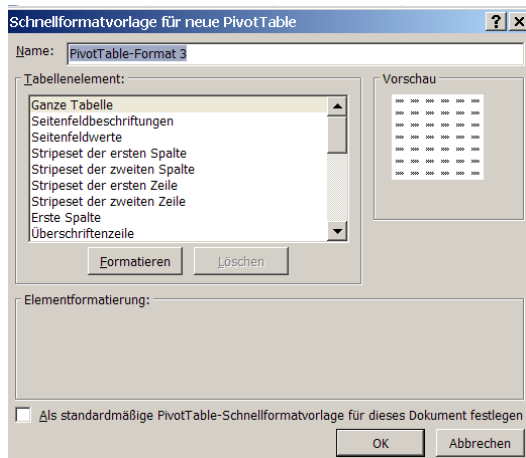 Schnellformatvorlage für neue PivotTable
Name: PivotTable-Format 3
Tabellenelement:
Vorschau
Ganze Tabelle
Seitenfeldbeschriftungen
Seitenfeldwerte
Stripeset der ersten Spalte
Stripeset der zweiten Spalte
Stripeset der ersten Zeile
Stripeset der zweiten Zeile
Erste Spalte
Überschriftenzeile
Formatieren
Löschen
Elementformatierung:
Als standardmäßige PivotTable-Schnellformatvorlage für dieses Dokument festlegen
OK
Abbrechen